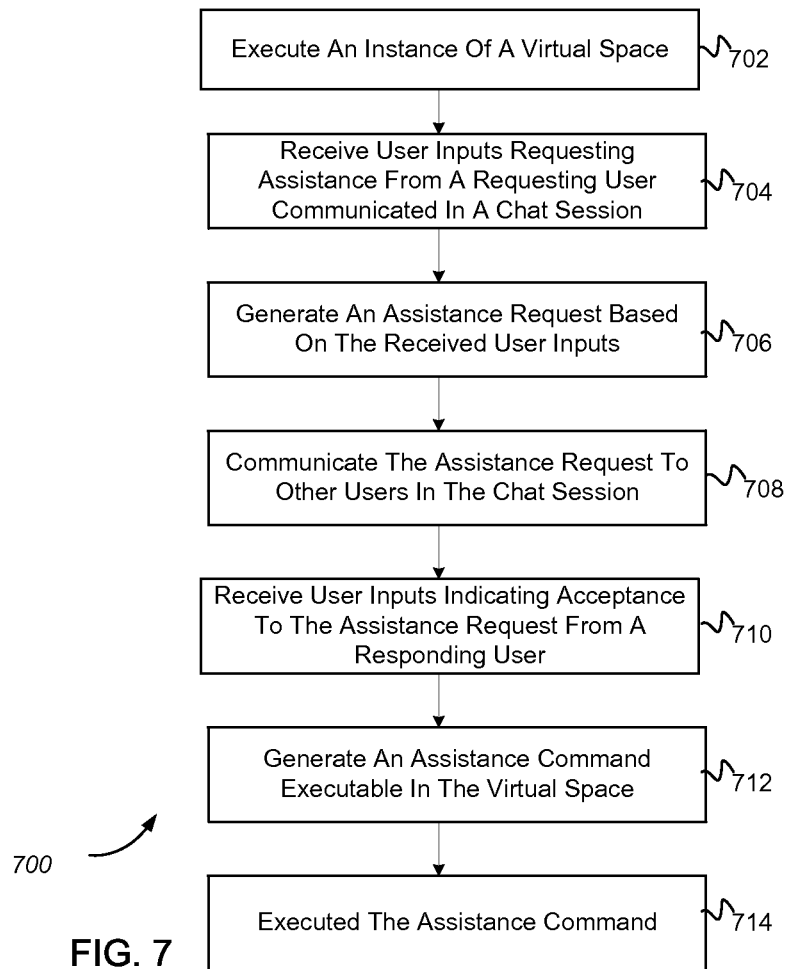 Execute An Instance Of A Virtual Space
702
Receive User Inputs Requesting
Assistance From A Requesting User
Communicated In A Chat Session
704
Generate An Assistance Request Based
On The Received User Inputs
706
Communicate The Assistance Request To
Other Users In The Chat Session
708
Receive User Inputs Indicating Acceptance
To The Assistance Request From A
Responding User
710
Generate An Assistance Command
Executable In The Virtual Space
712
700
Executed The Assistance Command
714
FIG. 7